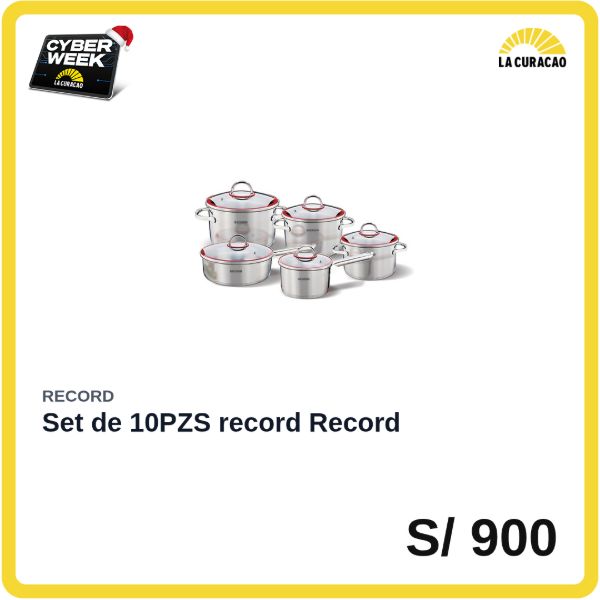 CYBER
WEEK
LA CURACAO
LA CURACAO
RECORD
Set de 10PZS record Record
S/ 900